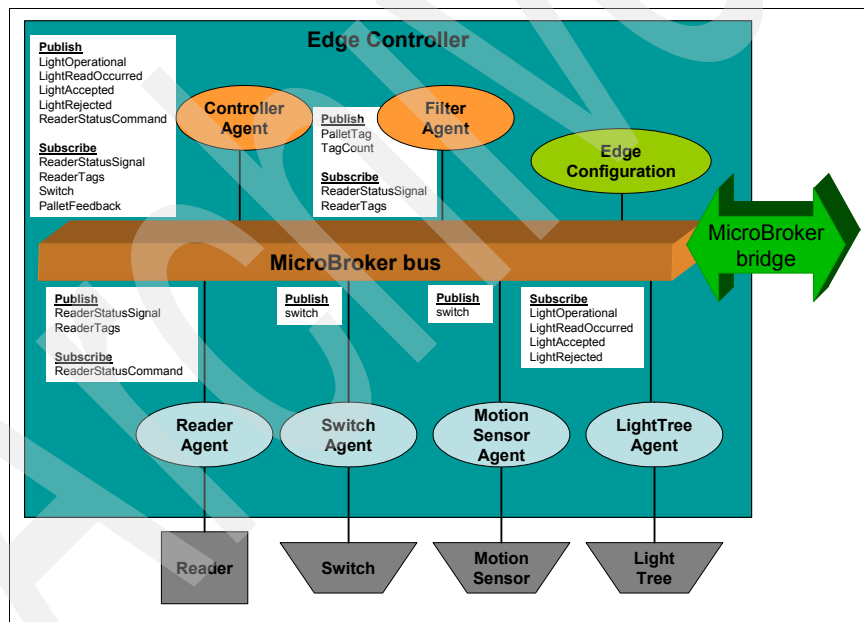 Edge Controller
Publish
LightOperational
LightReadOccurred
LightAccepted
LightRejected
ReaderStatusCommand
Subscribe
ReaderStatusSignal
ReaderTags
Switch
PalletFeedback
Controller
Agent
Publish
PalletTag
TagCount
Subscribe
ReaderStatusSignal
ReaderTags
Filter
Agent
Edge
Configuration
MicroBroker bus
MicroBroker
bridge
Publish
ReaderStatusSignal
ReaderTags
Subscribe
ReaderStatusCommand
Publish
switch
Publish
switch
Subscribe
LightOperational
LightReadOccurred
LightAccepted
LightRejected
Reader
Agent
Switch
Agent
Motion
Sensor
Agent
LightTree
Agent
Reader
Switch
Motion
Sensor
Light
Tree